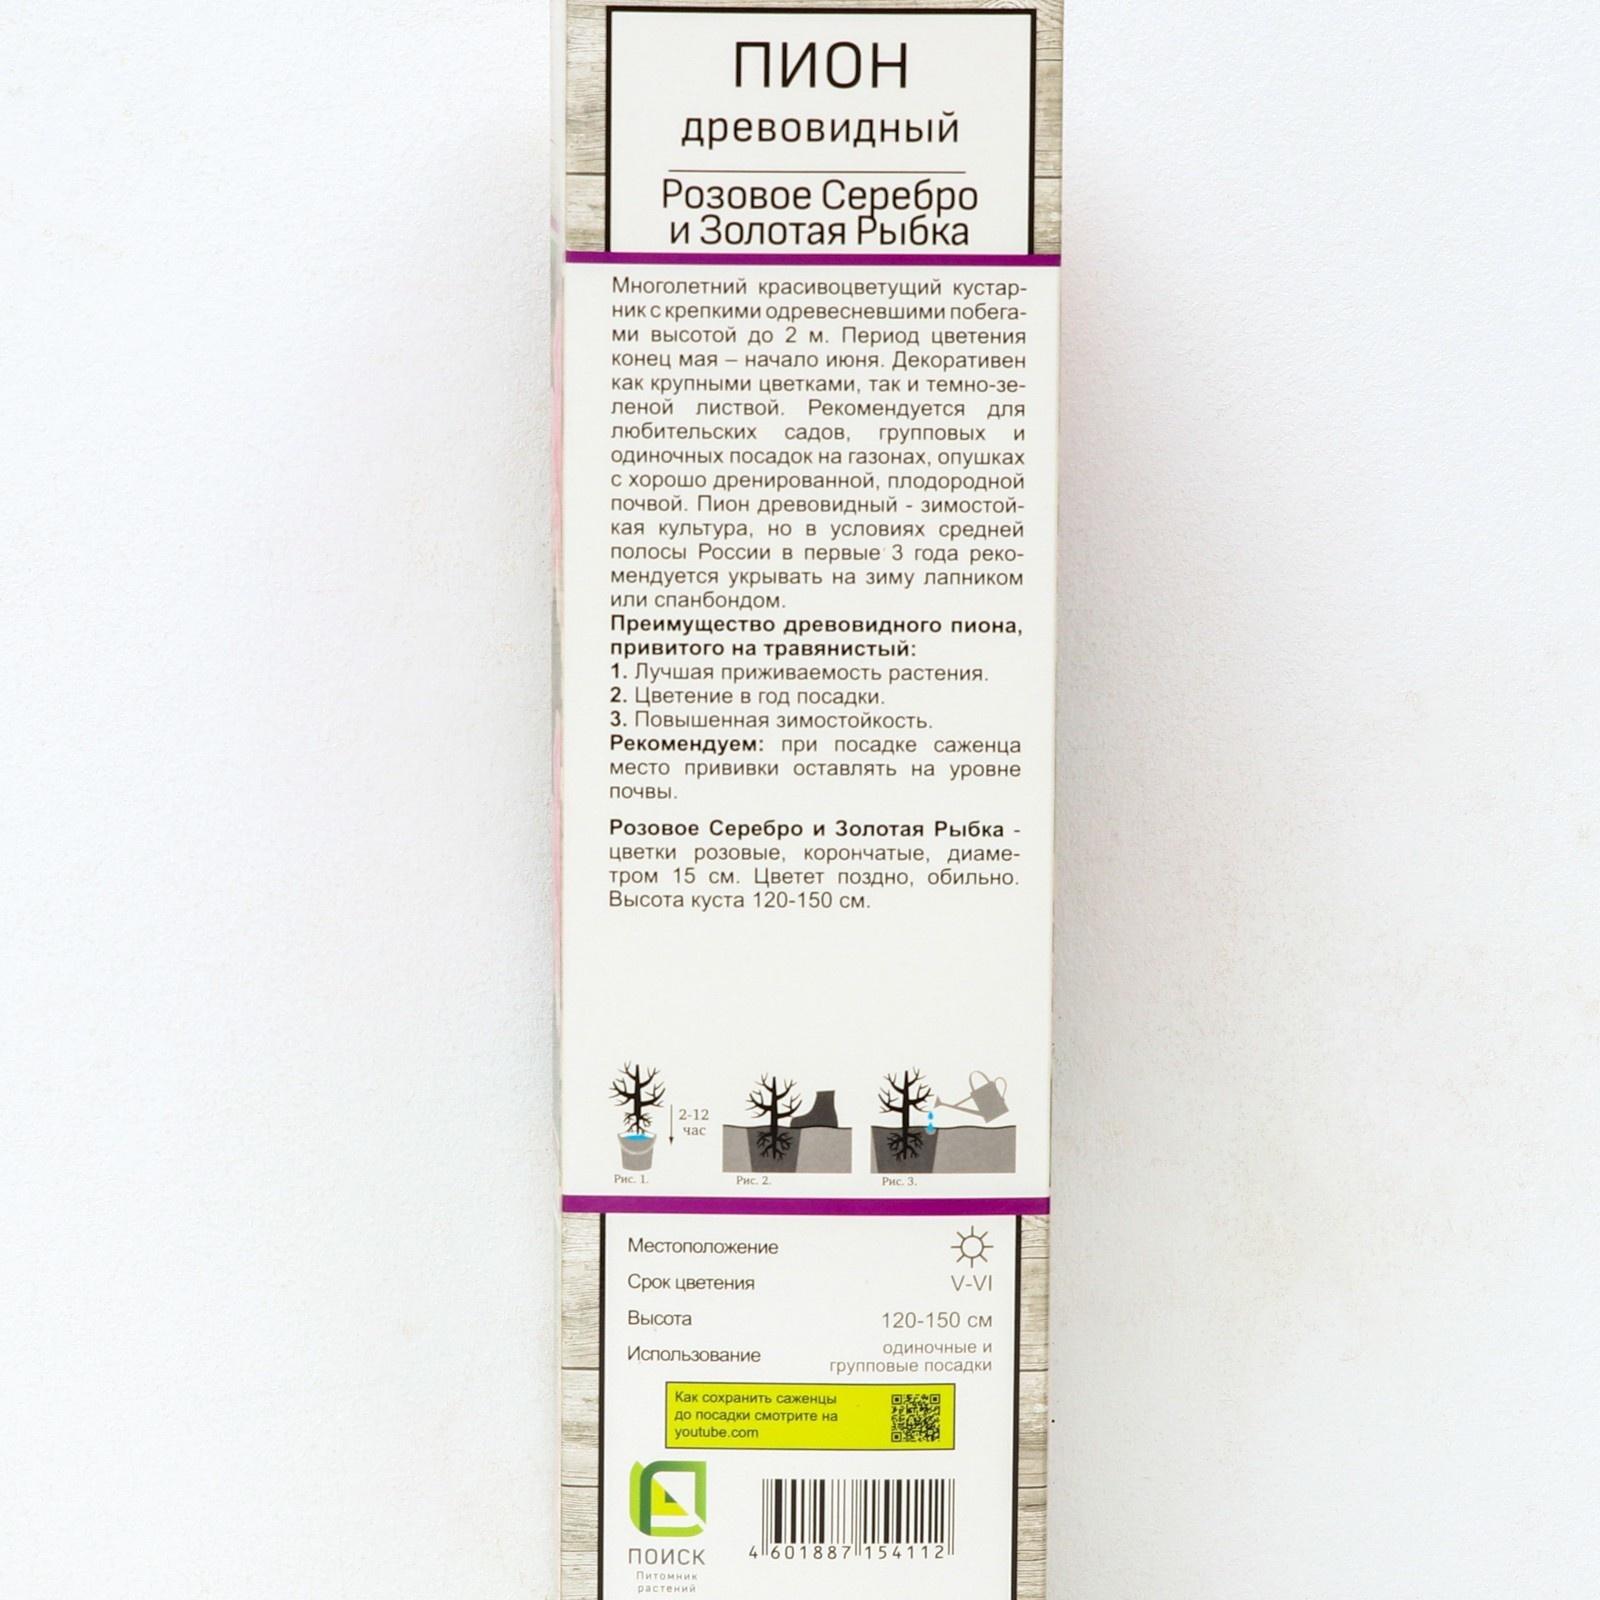 ПИОН
древовидный
Розовое Серебро
и Золотая Рыбка
Многолетний красивоцветущий кустар-
ник с крепкими одревесневшими побега-
ми высотой до 2 м. Период цветения
конец мая – начало июня. Декоративен
как крупными цветками, так и темно-зе-
леной листвой. Рекомендуется для
любительских садов, групповых и
одиночных посадок на газонах, опушках
с хорошо дренированной, плодородной
почвой. Пион древовидный - зимостой-
кая культура, но в условиях средней
полосы России в первые 3 года реко-
мендуется укрывать на зиму лапником
или спанбондом.
Преимущество древовидного пиона,
привитого на травянистый:
1. Лучшая приживаемость растения.
2. Цветение в год посадки.
3. Повышенная зимостойкость.
Рекомендуем: при посадке саженца
место прививки оставлять на уровне
почвы.
Розовое Серебро и Золотая Рыбка -
цветки розовые, корончатые, диаме-
тром 15 см. Цветет поздно, обильно.
Высота куста 120-150 см.
2-12
час
Рис. 1.
Рис. 2.
Рис. 3.
Местоположение
Срок цветения V-VI
Высота 120-150 см
Использование одиночные и
групповые посадки
Как сохранить саженцы
до посадки смотрите на
youtube.com
ПОИСК
Питомник
растений
4 601887 154112